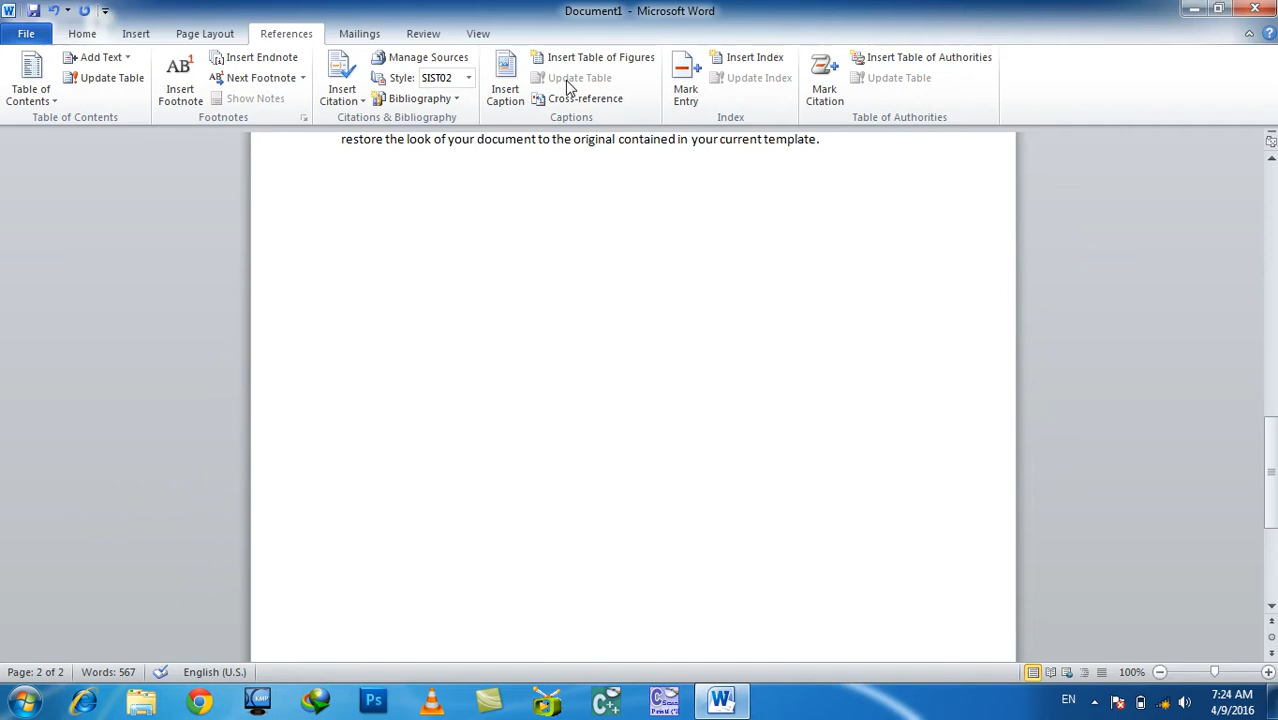 Document1 - Microsoft Word
File Home Insert Page Layout References Mailings Review View
Table of Contents
Add Text
Update Table
Table of Contents
AB1
Insert Footnote
Insert Endnote
AB1 Next Footnote
Show Notes
Footnotes
Insert Citation
Manage Sources
Style: SIST02
Bibliography
Citations & Bibliography
Insert Caption
Insert Table of Figures
Update Table
Cross-reference
Captions
Mark Entry
Insert Index
Update Index
Index
Mark Citation
Insert Table of Authorities
Update Table
Table of Authorities
restore the look of your document to the original contained in your current template.
Page: 2 of 2 Words: 567 English (U.S.) 100%
EN 7:24 AM
4/9/2016